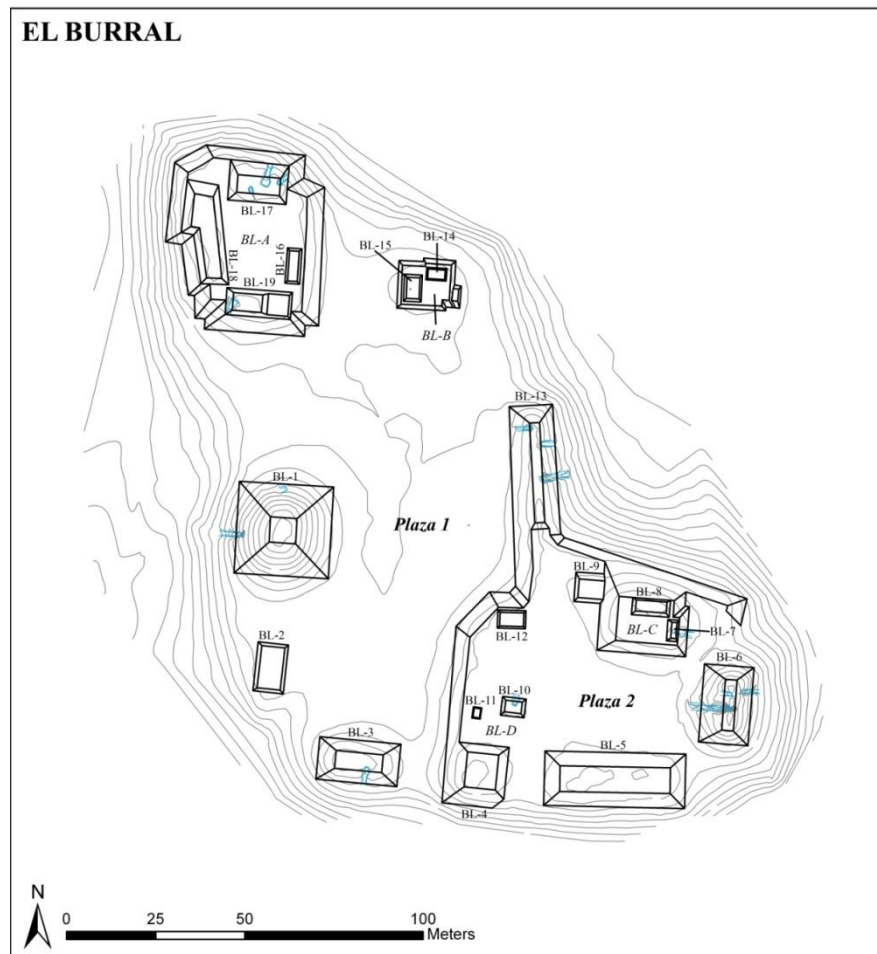 EL BURRAL
BL-17
BL-A
BL-16
BL-18
BL-19
BL-15
BL-14
BL-B
BL-13
BL-1
Plaza 1
BL-9
BL-8
BL-C
BL-7
BL-12
BL-2
BL-6
BL-11
BL-10
Plaza 2
BL-D
BL-3
BL-5
BL-4
N
0 25 50 100
Meters